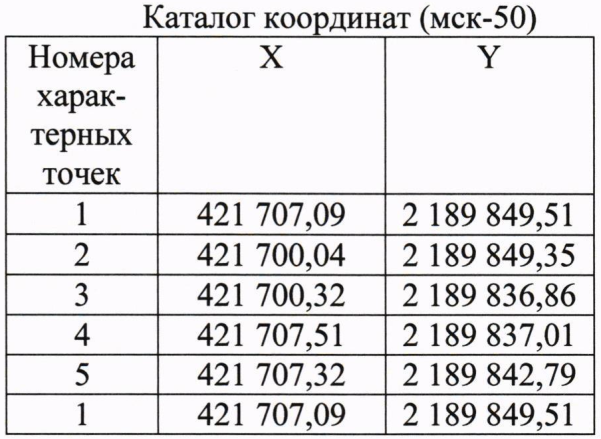 Каталог координат (мск-50)
Номера харак- терных точек X Y
1 421 707,09 2 189 849,51
2 421 700,04 2 189 849,35
3 421 700,32 2 189 836,86
4 421 707,51 2 189 837,01
5 421 707,32 2 189 842,79
1 421 707,09 2 189 849,51